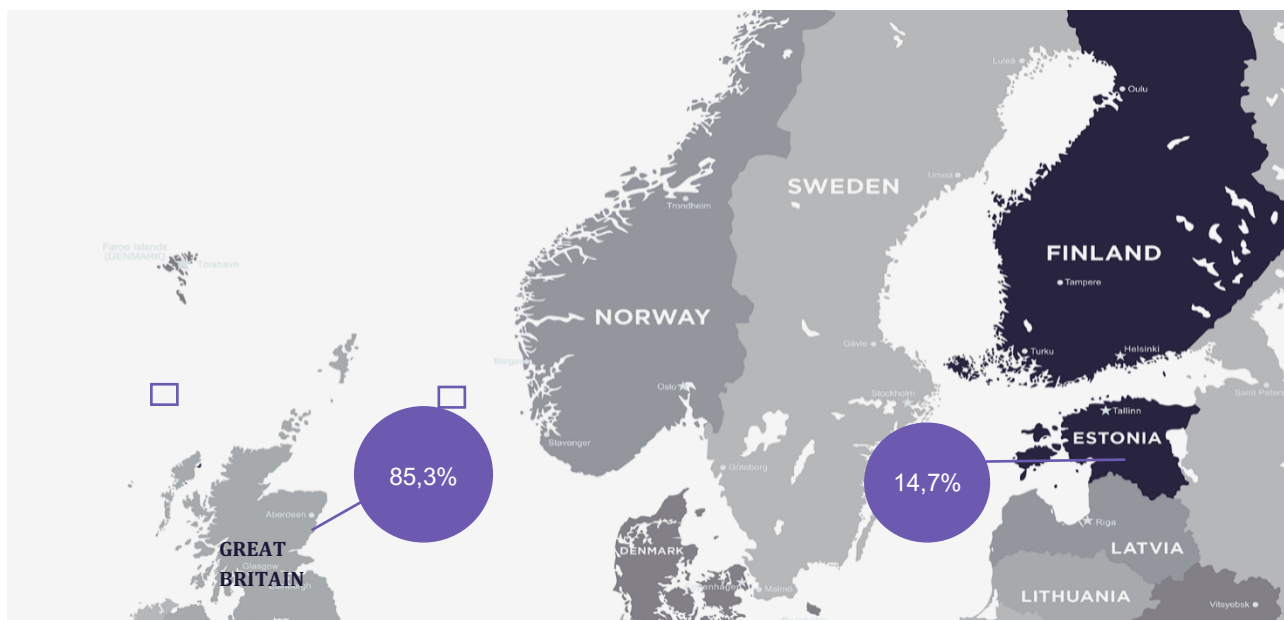 Luleå
Oulu
Umeå
SWEDEN
Trondheim
Faroe Islands
(DENMARK)
Tórshavn
FINLAND
Tampere
NORWAY
Gävle
Turku
Helsinki
Bergen
Oslo
Stockholm
Saint Peter
Tallinn
ESTONIA
Stavanger
Göteborg
85,3%
14,7%
Aberdeen
Riga
GREAT
BRITAIN
Glasgow
DENMARK
LATVIA
Malmö
LITHUANIA
Vitsyebsk